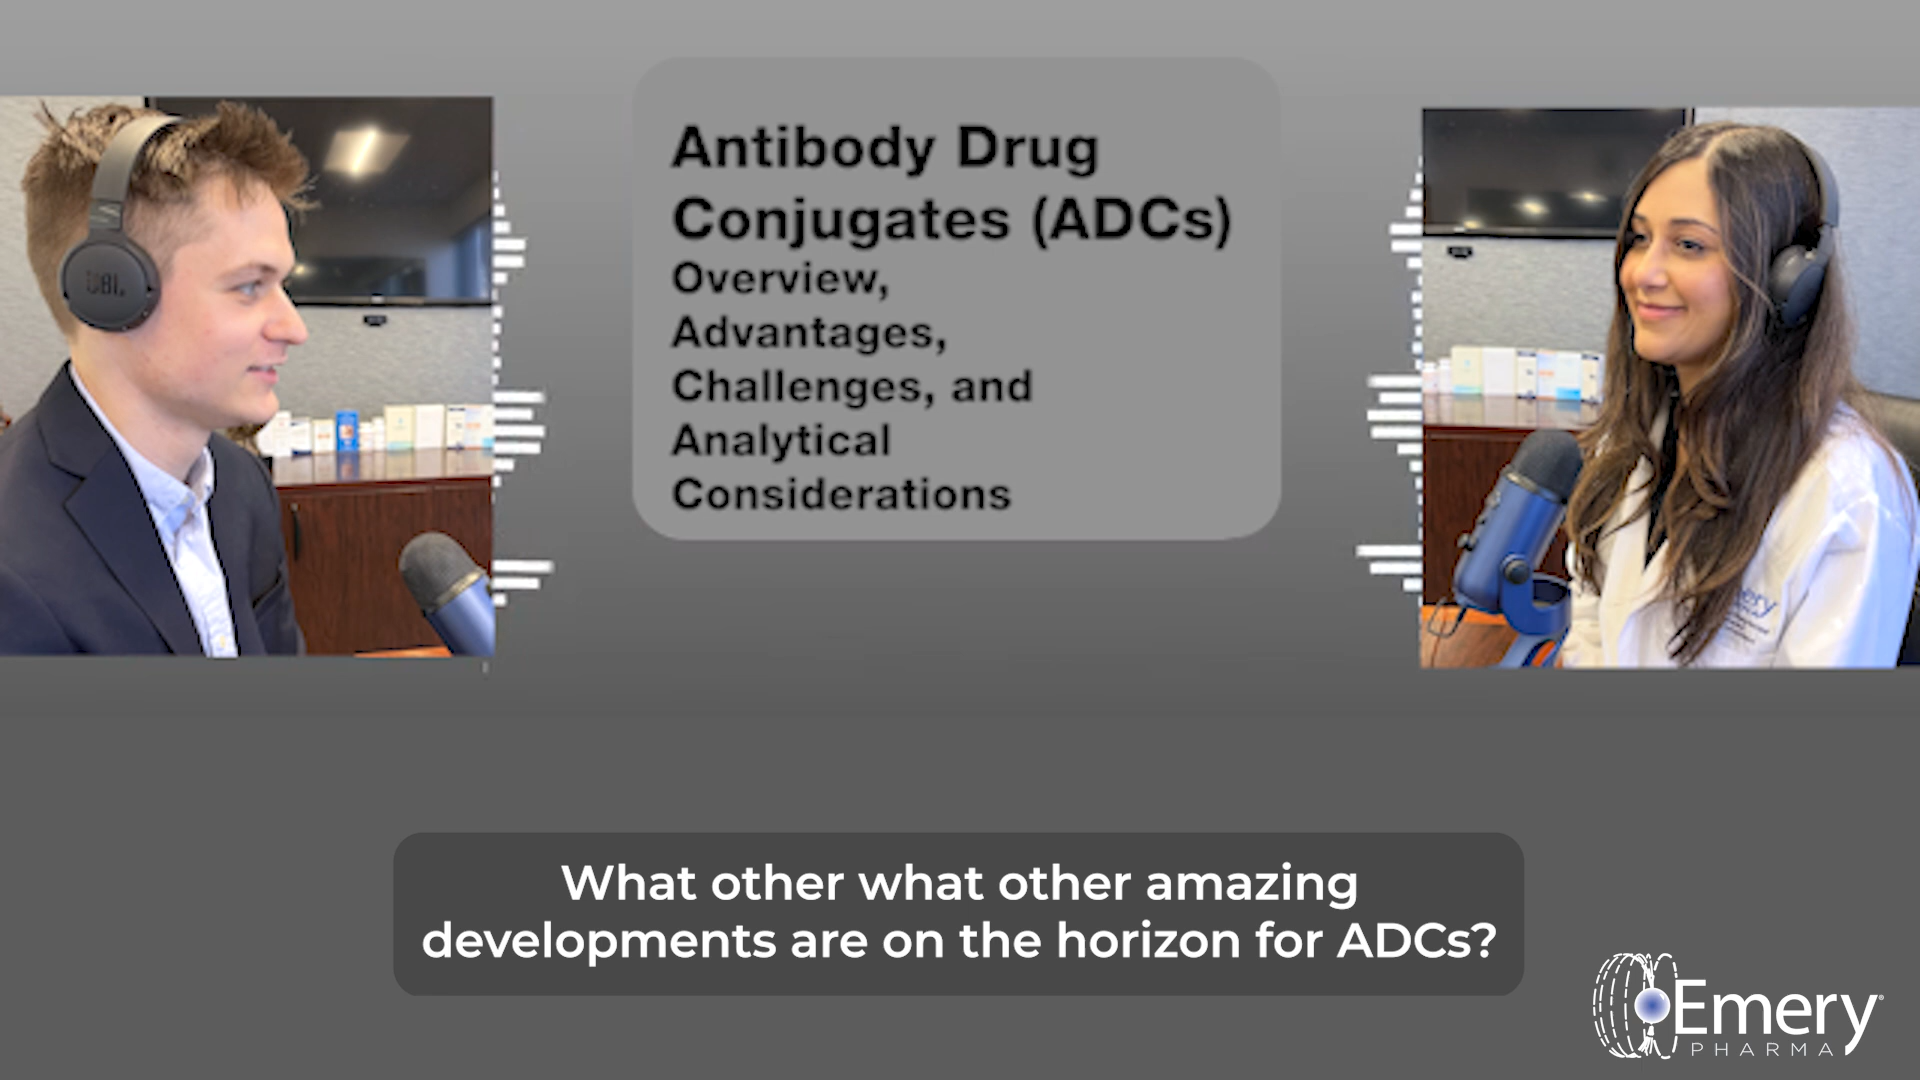 Antibody Drug
Conjugates (ADCs)
Overview,
Advantages,
Challenges, and
Analytical
Considerations
JBL
What other what other amazing
developments are on the horizon for ADCs?
Emery
PHARMA